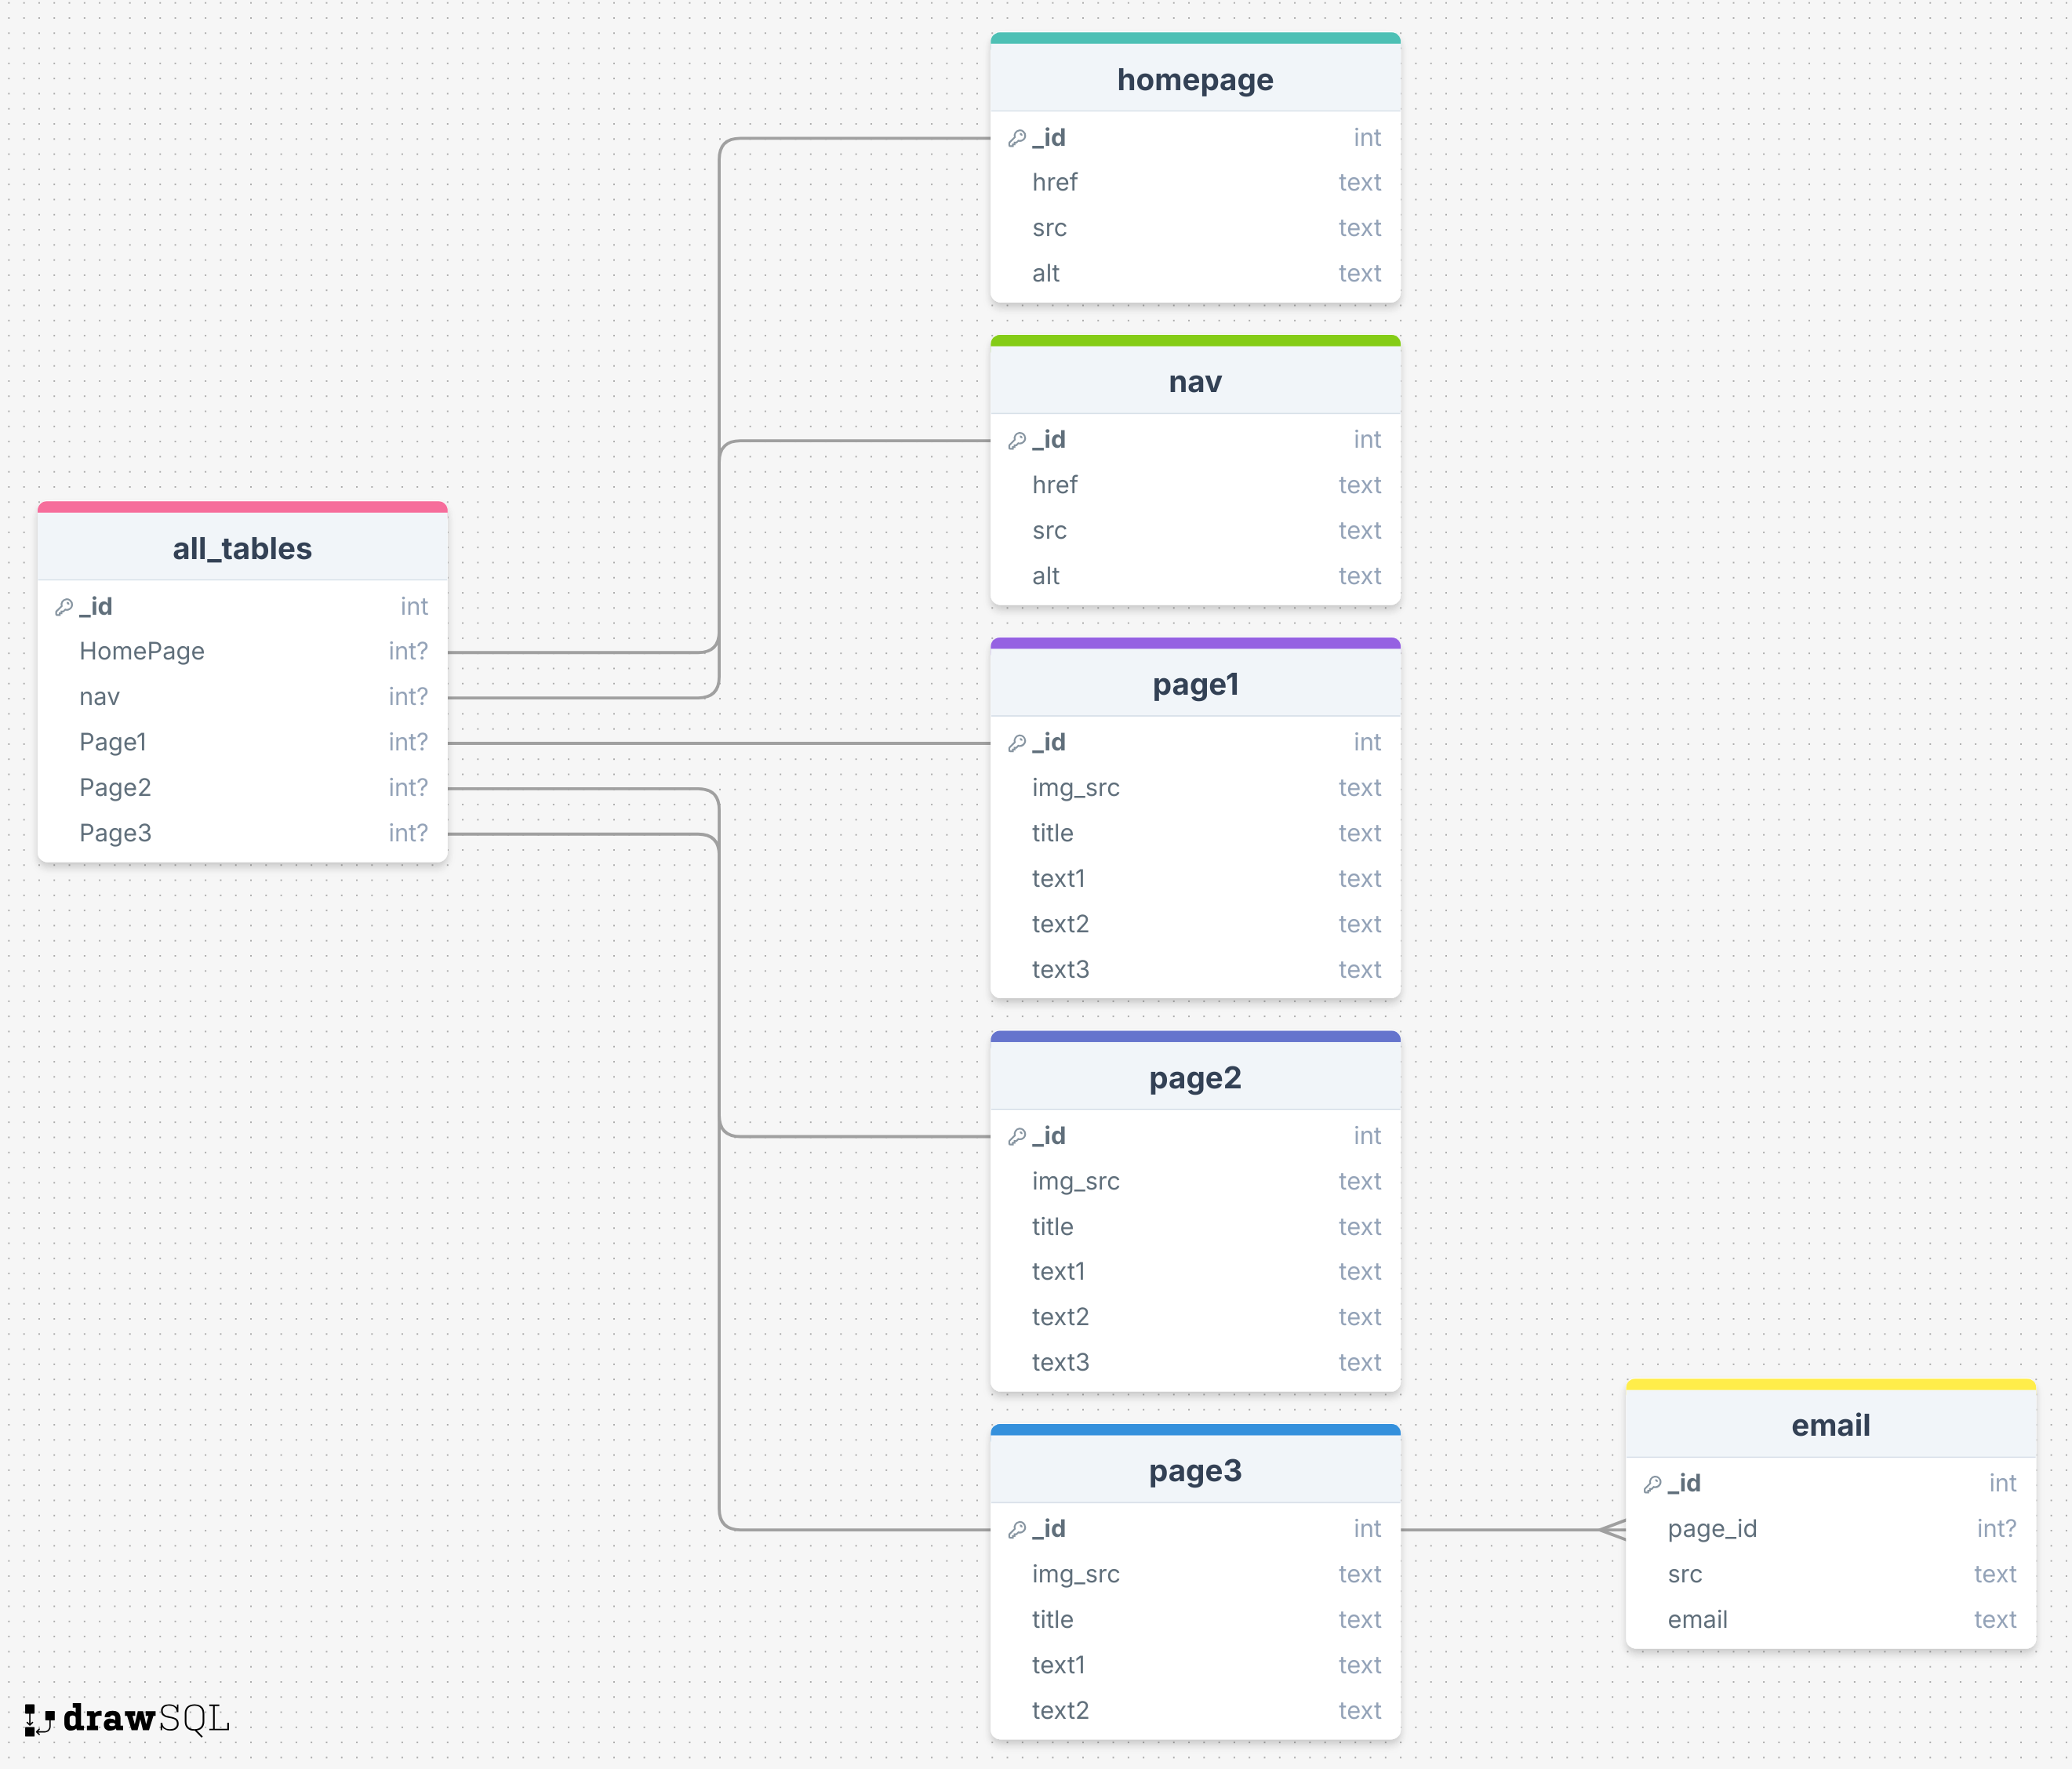 homepage
_id int
href text
src text
alt text
nav
_id int
href text
src text
alt text
all_tables
_id int
HomePage int?
nav int?
Page1 int?
Page2 int?
Page3 int?
page1
_id int
img_src text
title text
text1 text
text2 text
text3 text
page2
_id int
img_src text
title text
text1 text
text2 text
text3 text
page3
_id int
img_src text
title text
text1 text
text2 text
email
_id int
page_id int?
src text
email text
drawSQL